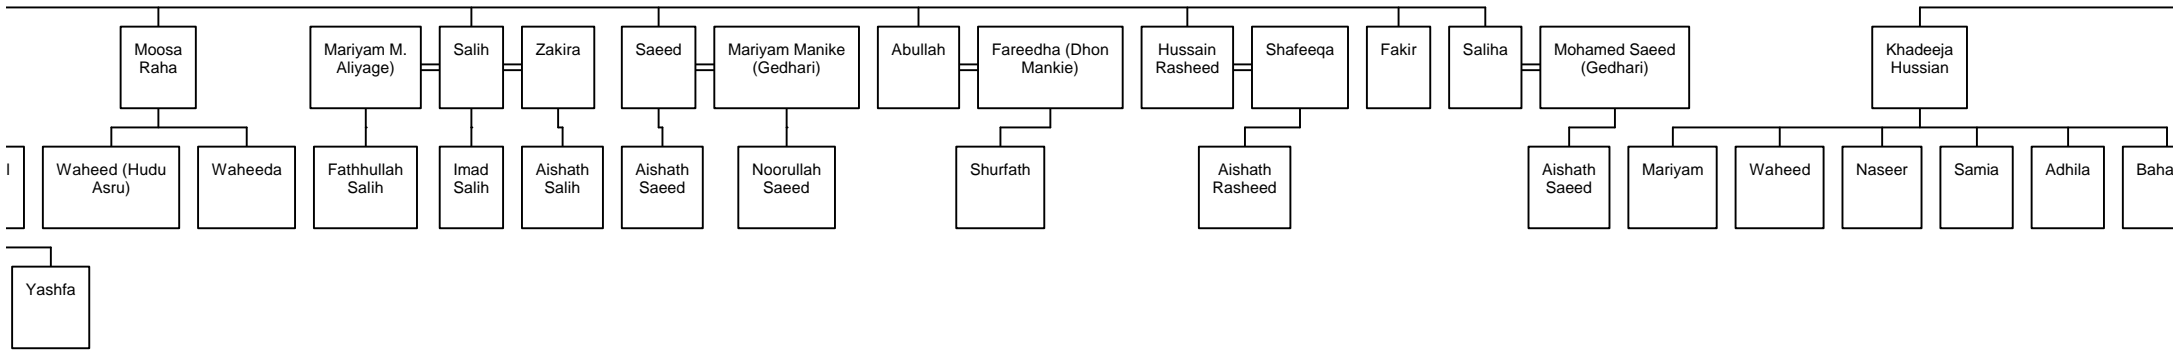 Moosa
Raha
Mariyam M.
Aliyage)
Salih
Zakira
Saeed
Mariyam Manike
(Gedhari)
Abullah
Fareedha (Dhon
Mankie)
Hussain
Rasheed
Shafeeqa
Fakir
Saliha
Mohamed Saeed
(Gedhari)
Khadeeja
Hussian
l
Waheed (Hudu
Asru)
Waheeda
Fathhullah
Salih
Imad
Salih
Aishath
Salih
Aishath
Saeed
Noorullah
Saeed
Shurfath
Aishath
Rasheed
Aishath
Saeed
Mariyam
Waheed
Naseer
Samia
Adhila
Baha
Yashfa